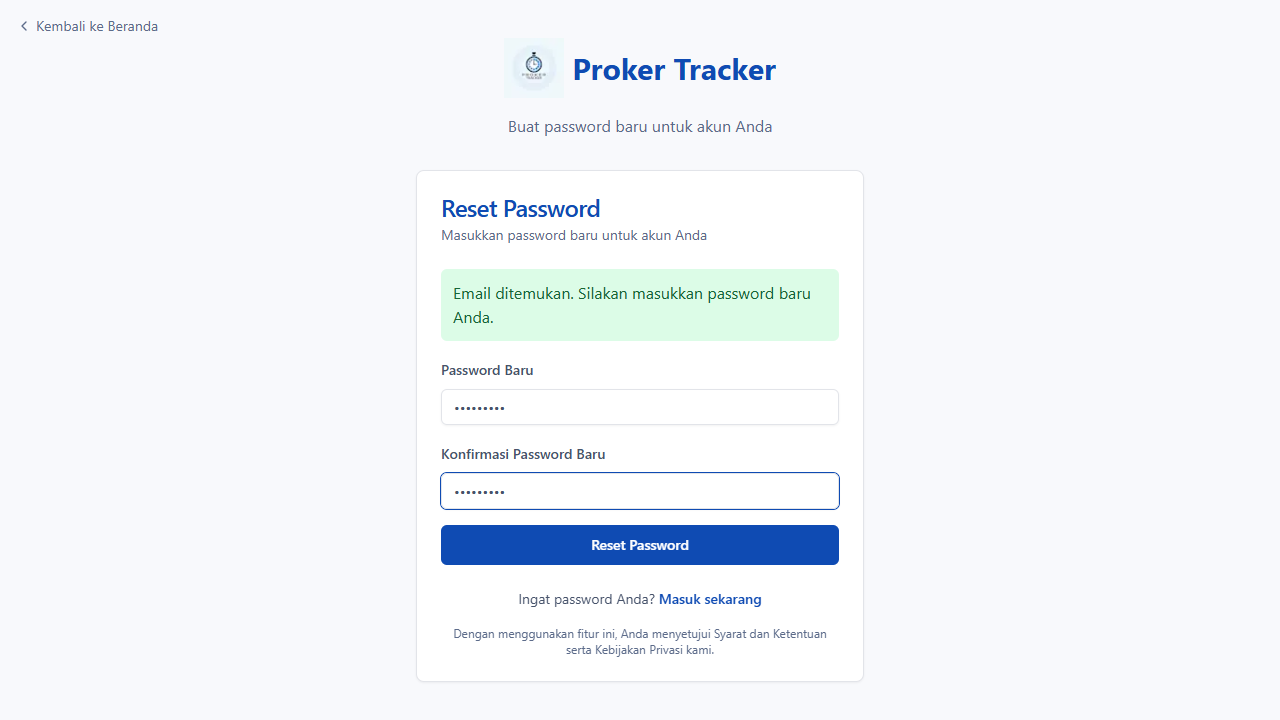 Kembali ke Beranda
Proker Tracker
Buat password baru untuk akun Anda
Reset Password
Masukkan password baru untuk akun Anda
Email ditemukan. Silakan masukkan password baru
Anda.
Password Baru
•••••••••
Konfirmasi Password Baru
•••••••••
Reset Password
Ingat password Anda? Masuk sekarang
Dengan menggunakan fitur ini, Anda menyetujui Syarat dan Ketentuan
serta Kebijakan Privasi kami.